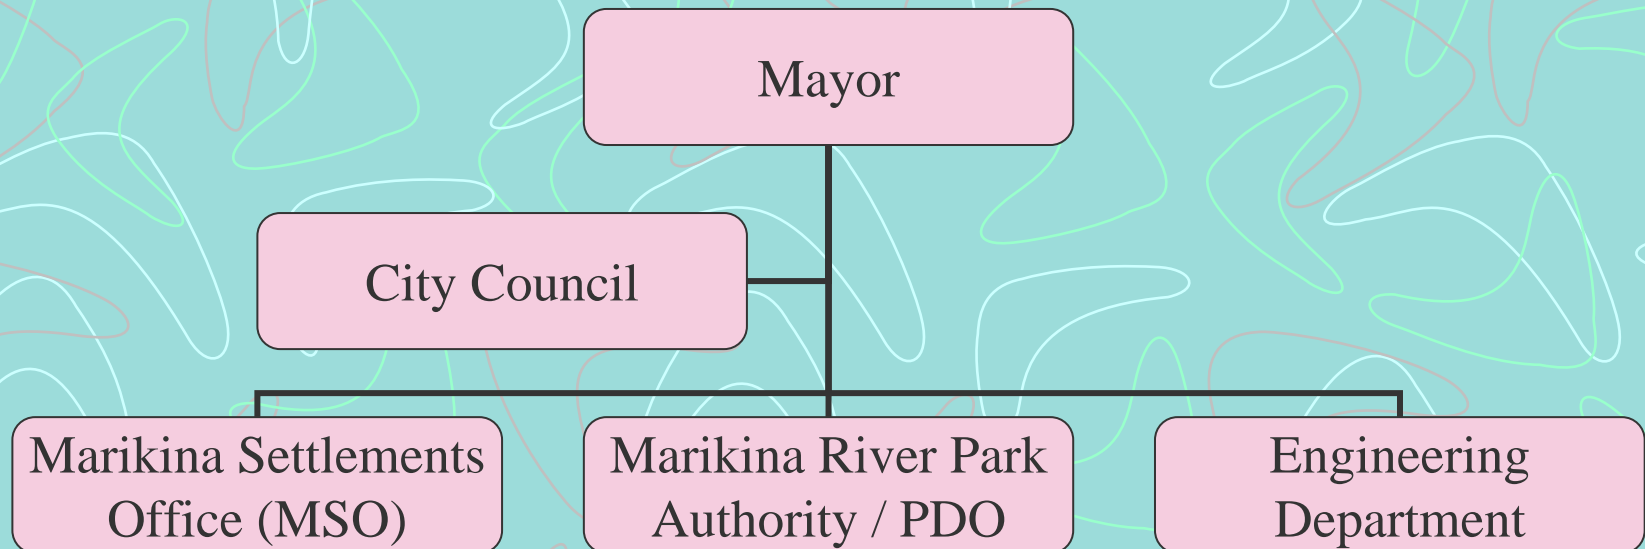 Mayor
City Council
Marikina Settlements
Office (MSO)
Marikina River Park
Authority / PDO
Engineering
Department